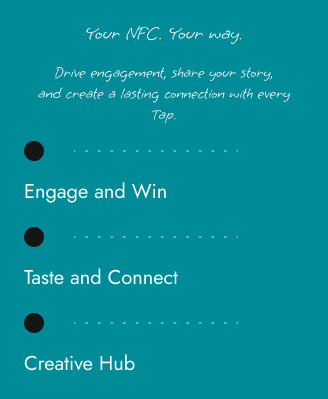 Your NFC. Your way.
Drive engagement, share your story,
and create a lasting connection with every
Tap.
Engage and Win
Taste and Connect
Creative Hub